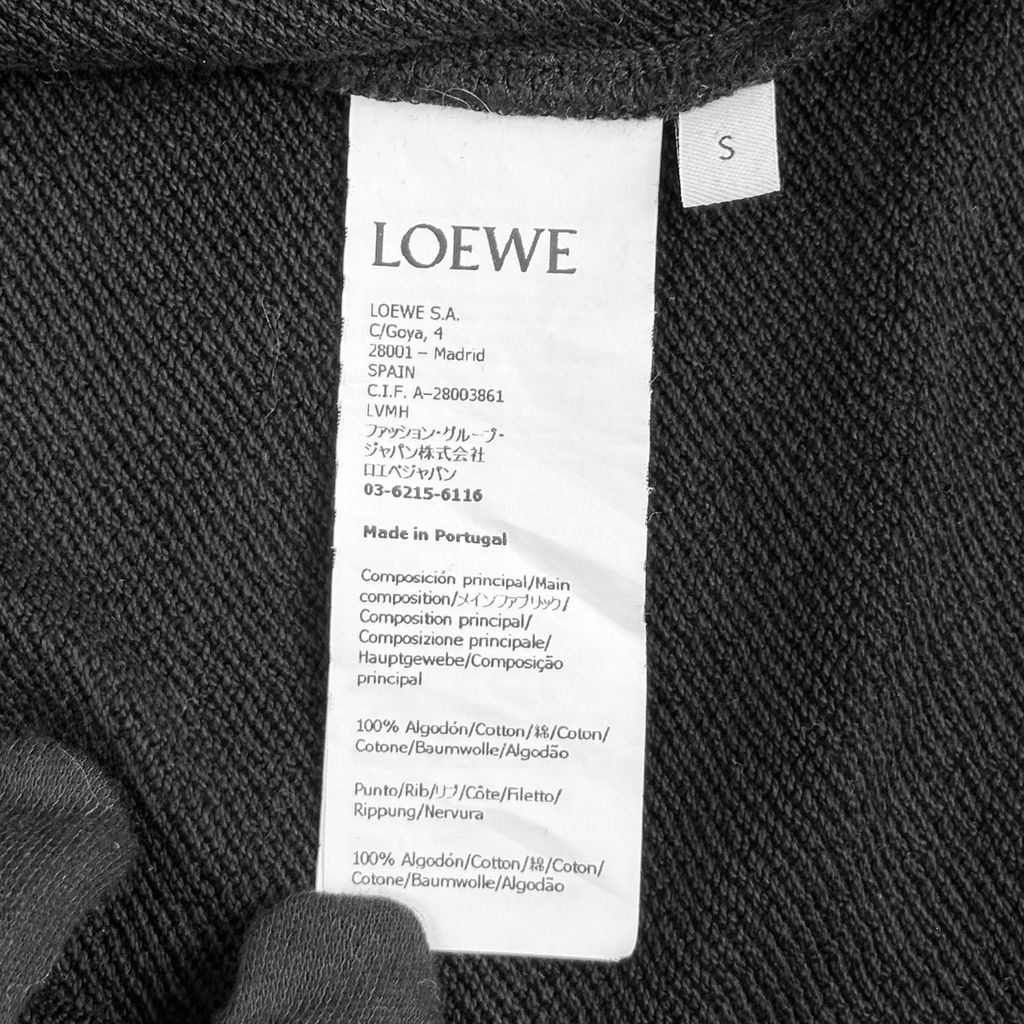 S
LOEWE
LOEWE S.A.
C/Goya, 4
28001 – Madrid
SPAIN
C.I.F. A–28003861
LVMH
ファッション・グループ・
ジャパン株式会社
ロエベジャパン
03-6215-6116
Made in Portugal
Composición principal/Main
composition/メインファブリック/
Composition principal/
Composizione principale/
Hauptgewebe/Composição
principal
100% Algodón/Cotton/綿/Coton/
Cotone/Baumwolle/Algodão
Punto/Rib/リブ/Côte/Filetto/
Rippung/Nervura
100% Algodón/Cotton/綿/Coton/
Cotone/Baumwolle/Algodão